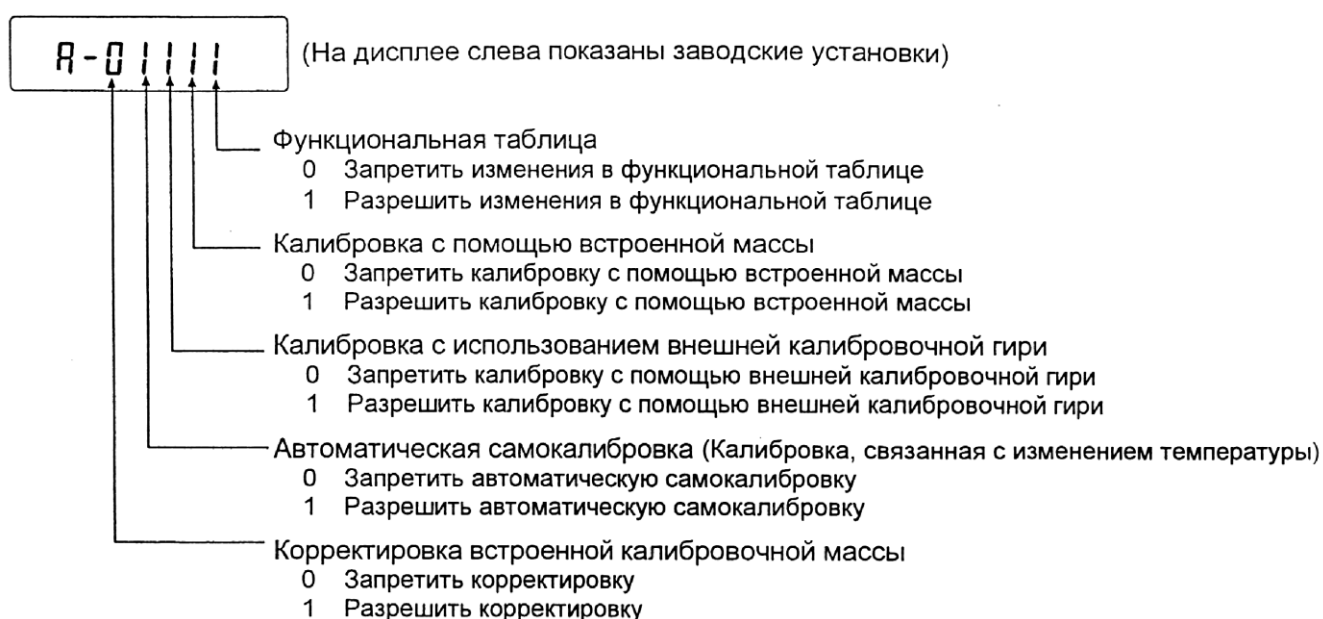 A-01111
(На дисплее слева показаны заводские установки)
Функциональная таблица
0 Запретить изменения в функциональной таблице
1 Разрешить изменения в функциональной таблице
Калибровка с помощью встроенной массы
0 Запретить калибровку с помощью встроенной массы
1 Разрешить калибровку с помощью встроенной массы
Калибровка с использованием внешней калибровочной гири
0 Запретить калибровку с помощью внешней калибровочной гири
1 Разрешить калибровку с помощью внешней калибровочной гири
Автоматическая самокалибровка (Калибровка, связанная с изменением температуры)
0 Запретить автоматическую самокалибровку
1 Разрешить автоматическую самокалибровку
Корректировка встроенной калибровочной массы
0 Запретить корректировку
1 Разрешить корректировку